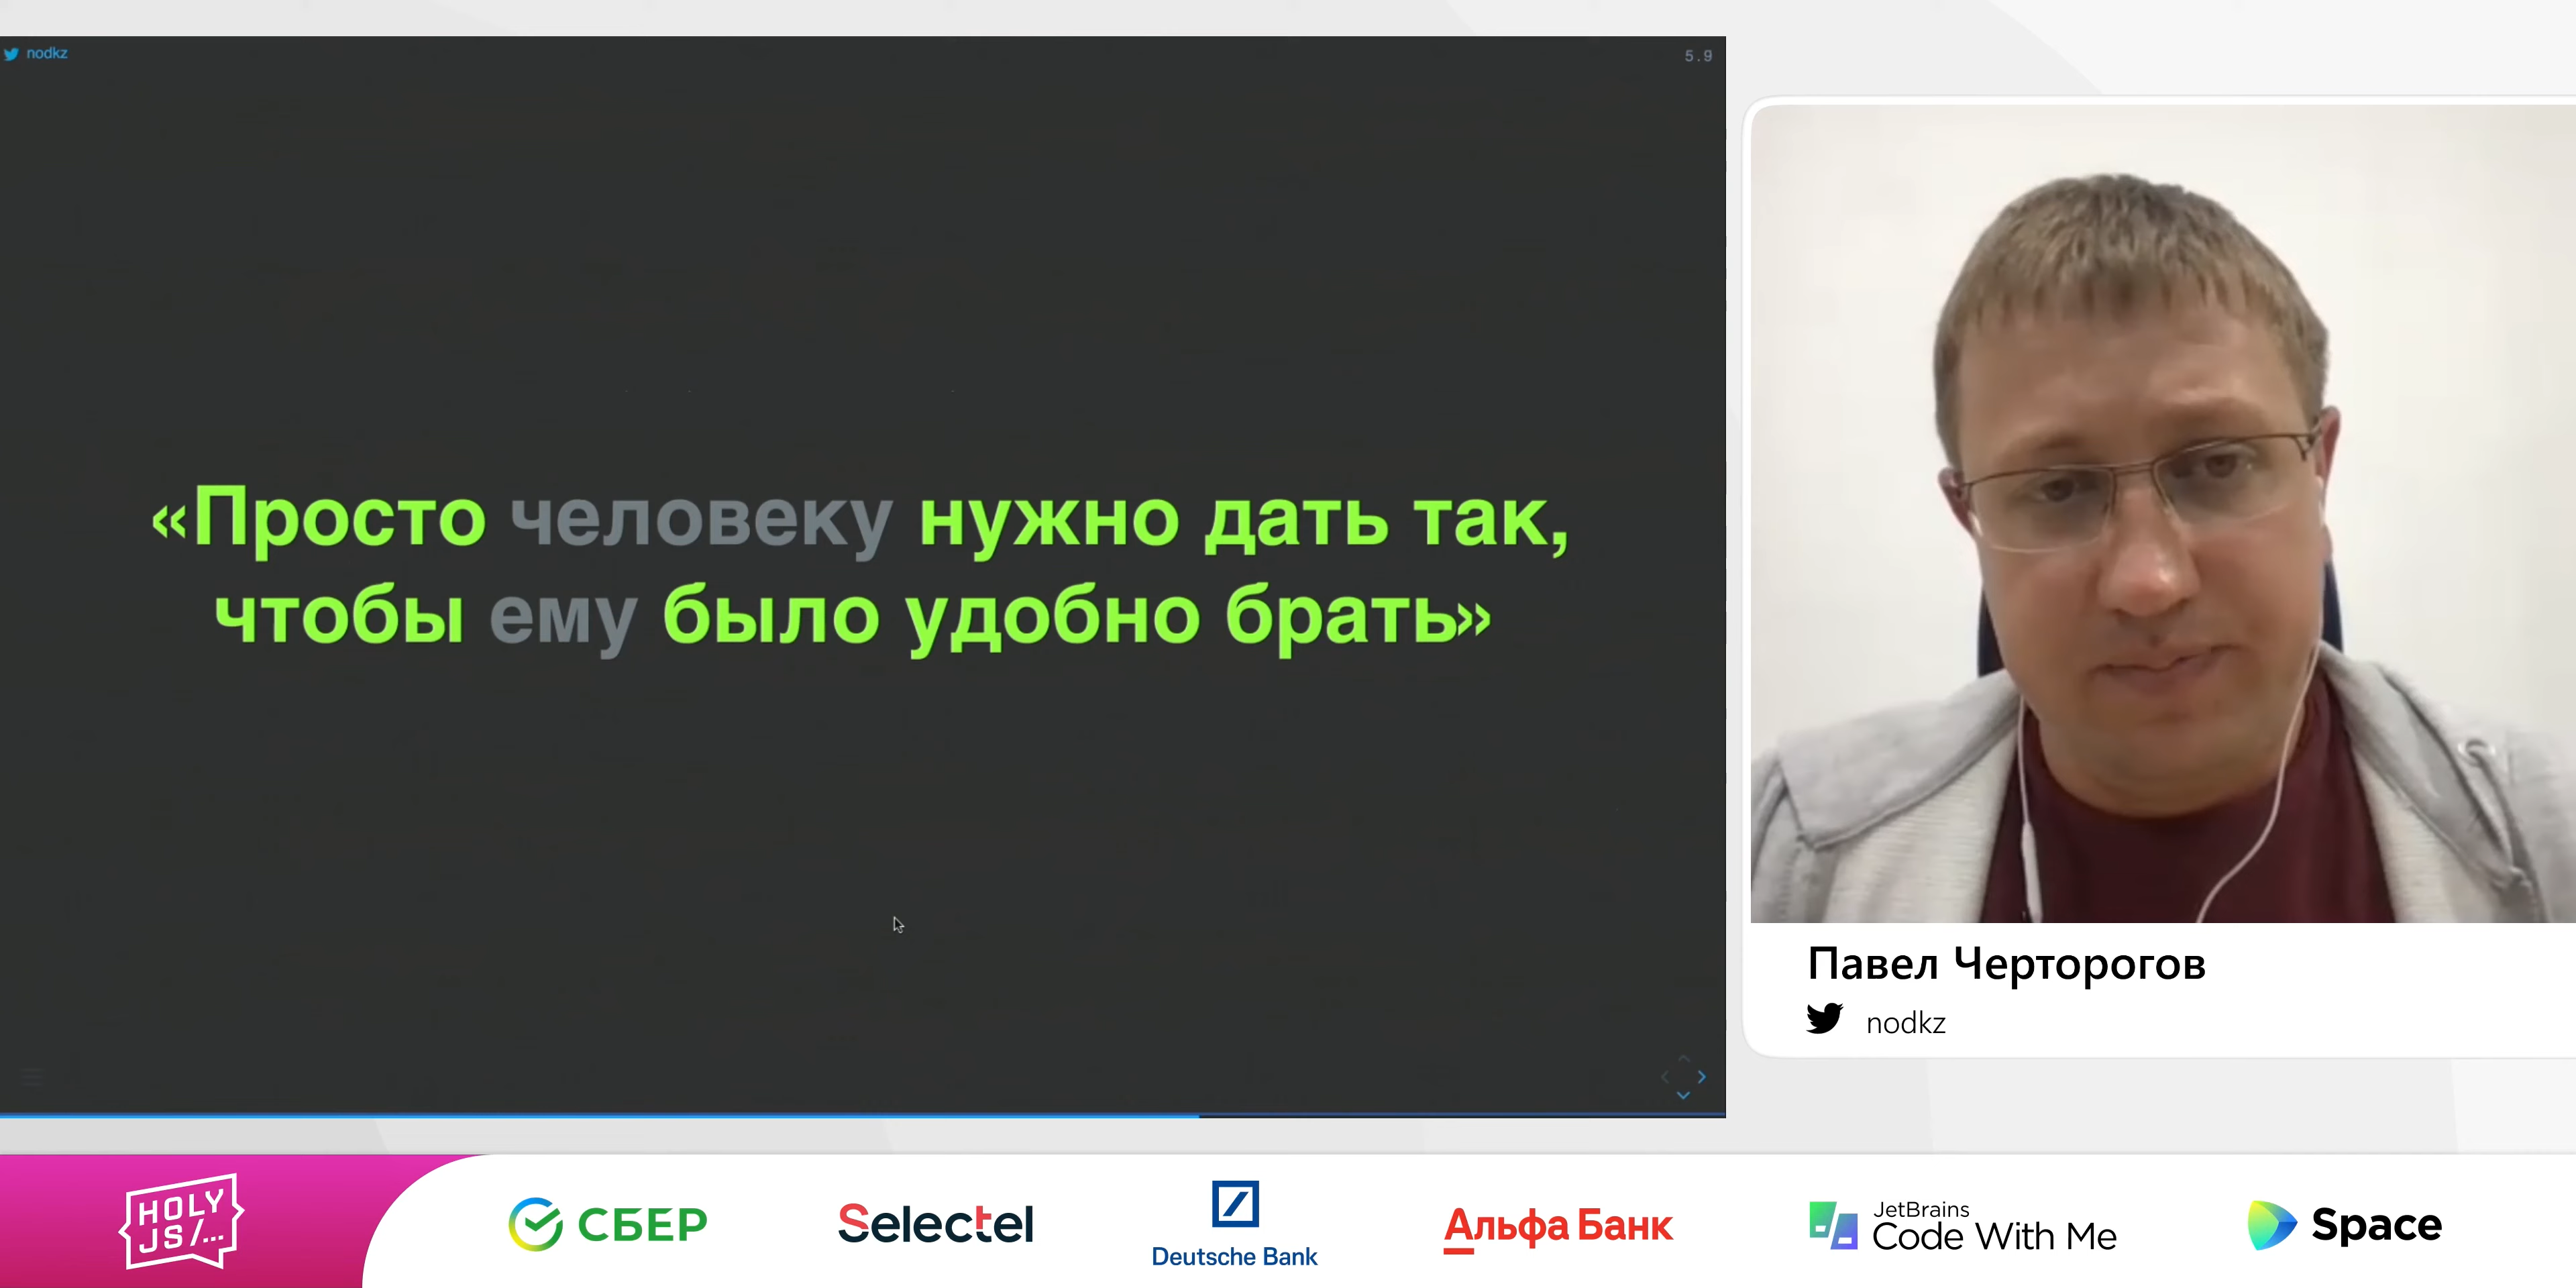 nodkz
5.9
«Просто человеку нужно дать так,
чтобы ему было удобно брать»
Павел Черторогов
nodkz
HOLY
JS/...
СБЕР
Selectel
Deutsche Bank
Альфа Банк
JetBrains
Code With Me
Space